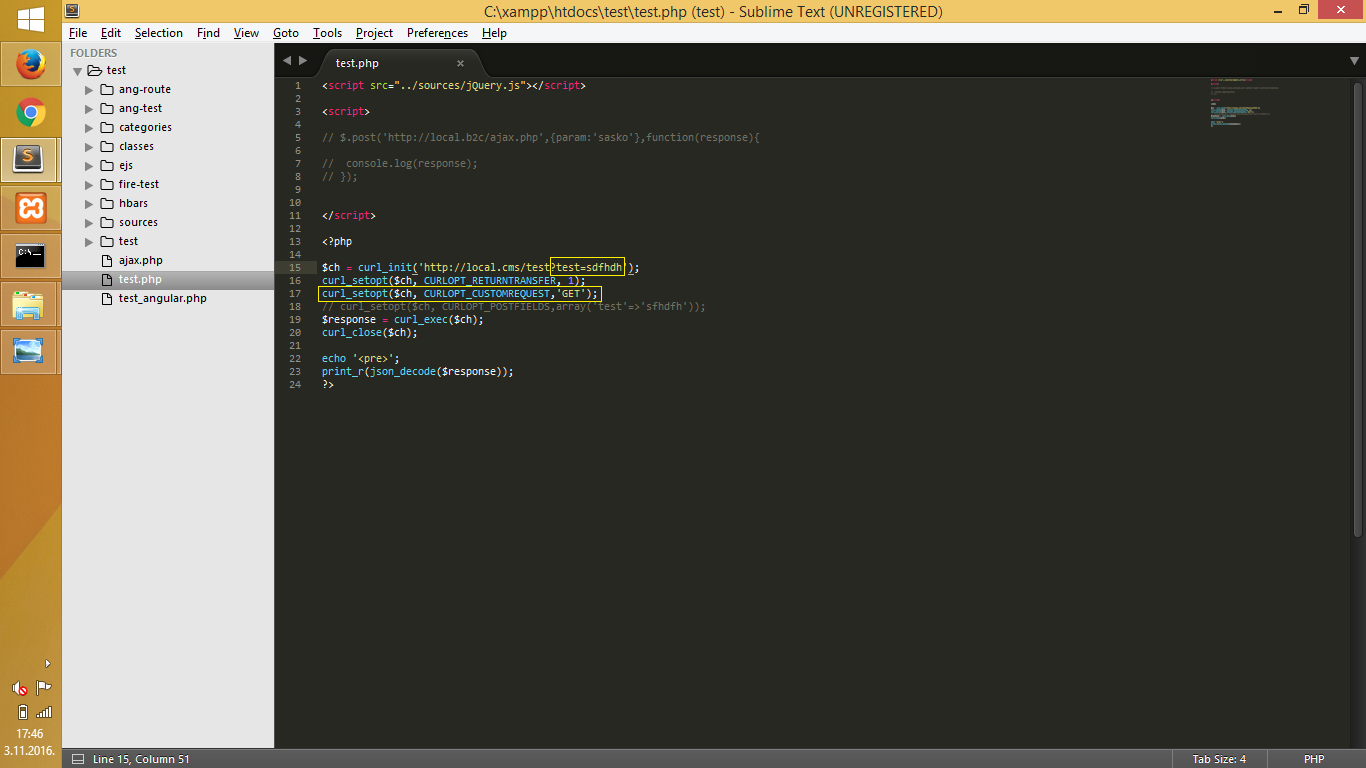 C:\xampp\htdocs\test\test.php (test) - Sublime Text (UNREGISTERED)
File Edit Selection Find View Goto Tools Project Preferences Help
FOLDERS
test
ang-route
ang-test
categories
classes
ejs
fire-test
hbars
sources
test
ajax.php
test.php
test_angular.php
test.php
1 <script src="../sources/jQuery.js"></script>
2
3 <script>
4
5 // $.post('http://local.b2c/ajax.php',{param:'sasko'},function(response){
6
7 //  console.log(response);
8 // });
9
10
11 </script>
12
13 <?php
14
15 $ch = curl_init('http://local.cms/test?test=sdfhdh');
16 curl_setopt($ch, CURLOPT_RETURNTRANSFER, 1);
17 curl_setopt($ch, CURLOPT_CUSTOMREQUEST,'GET');
18 // curl_setopt($ch, CURLOPT_POSTFIELDS,array('test'=>'sfhdfh'));
19 $response = curl_exec($ch);
20 curl_close($ch);
21
22 echo '<pre>';
23 print_r(json_decode($response));
24 ?>
C:\
17:46
3.11.2016.
Line 15, Column 51
Tab Size: 4
PHP